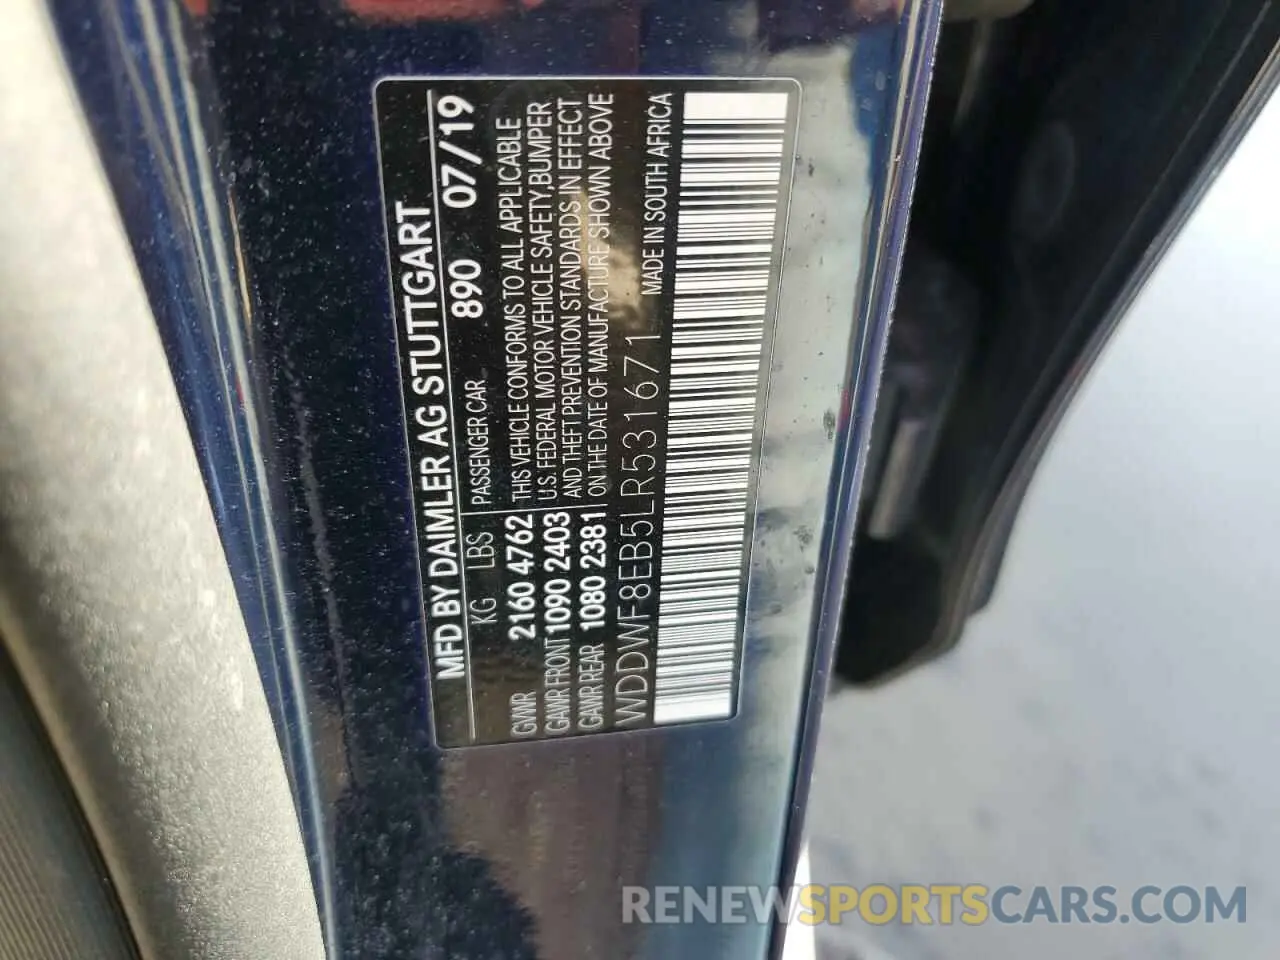 MFD BY DAIMLER AG STUTTGART
KG LBS PASSENGER CAR 890 07/19
GVWR 2160 4762 THIS VEHICLE CONFORMS TO ALL APPLICABLE
GAWR FRONT 1090 2403 U.S. FEDERAL MOTOR VEHICLE SAFETY,BUMPER
GAWR REAR 1080 2381 AND THEFT PREVENTION STANDARDS IN EFFECT
ON THE DATE OF MANUFACTURE SHOWN ABOVE
WDDWF8EB5LR531671 MADE IN SOUTH AFRICA
RENEWSPORTSCARS.COM